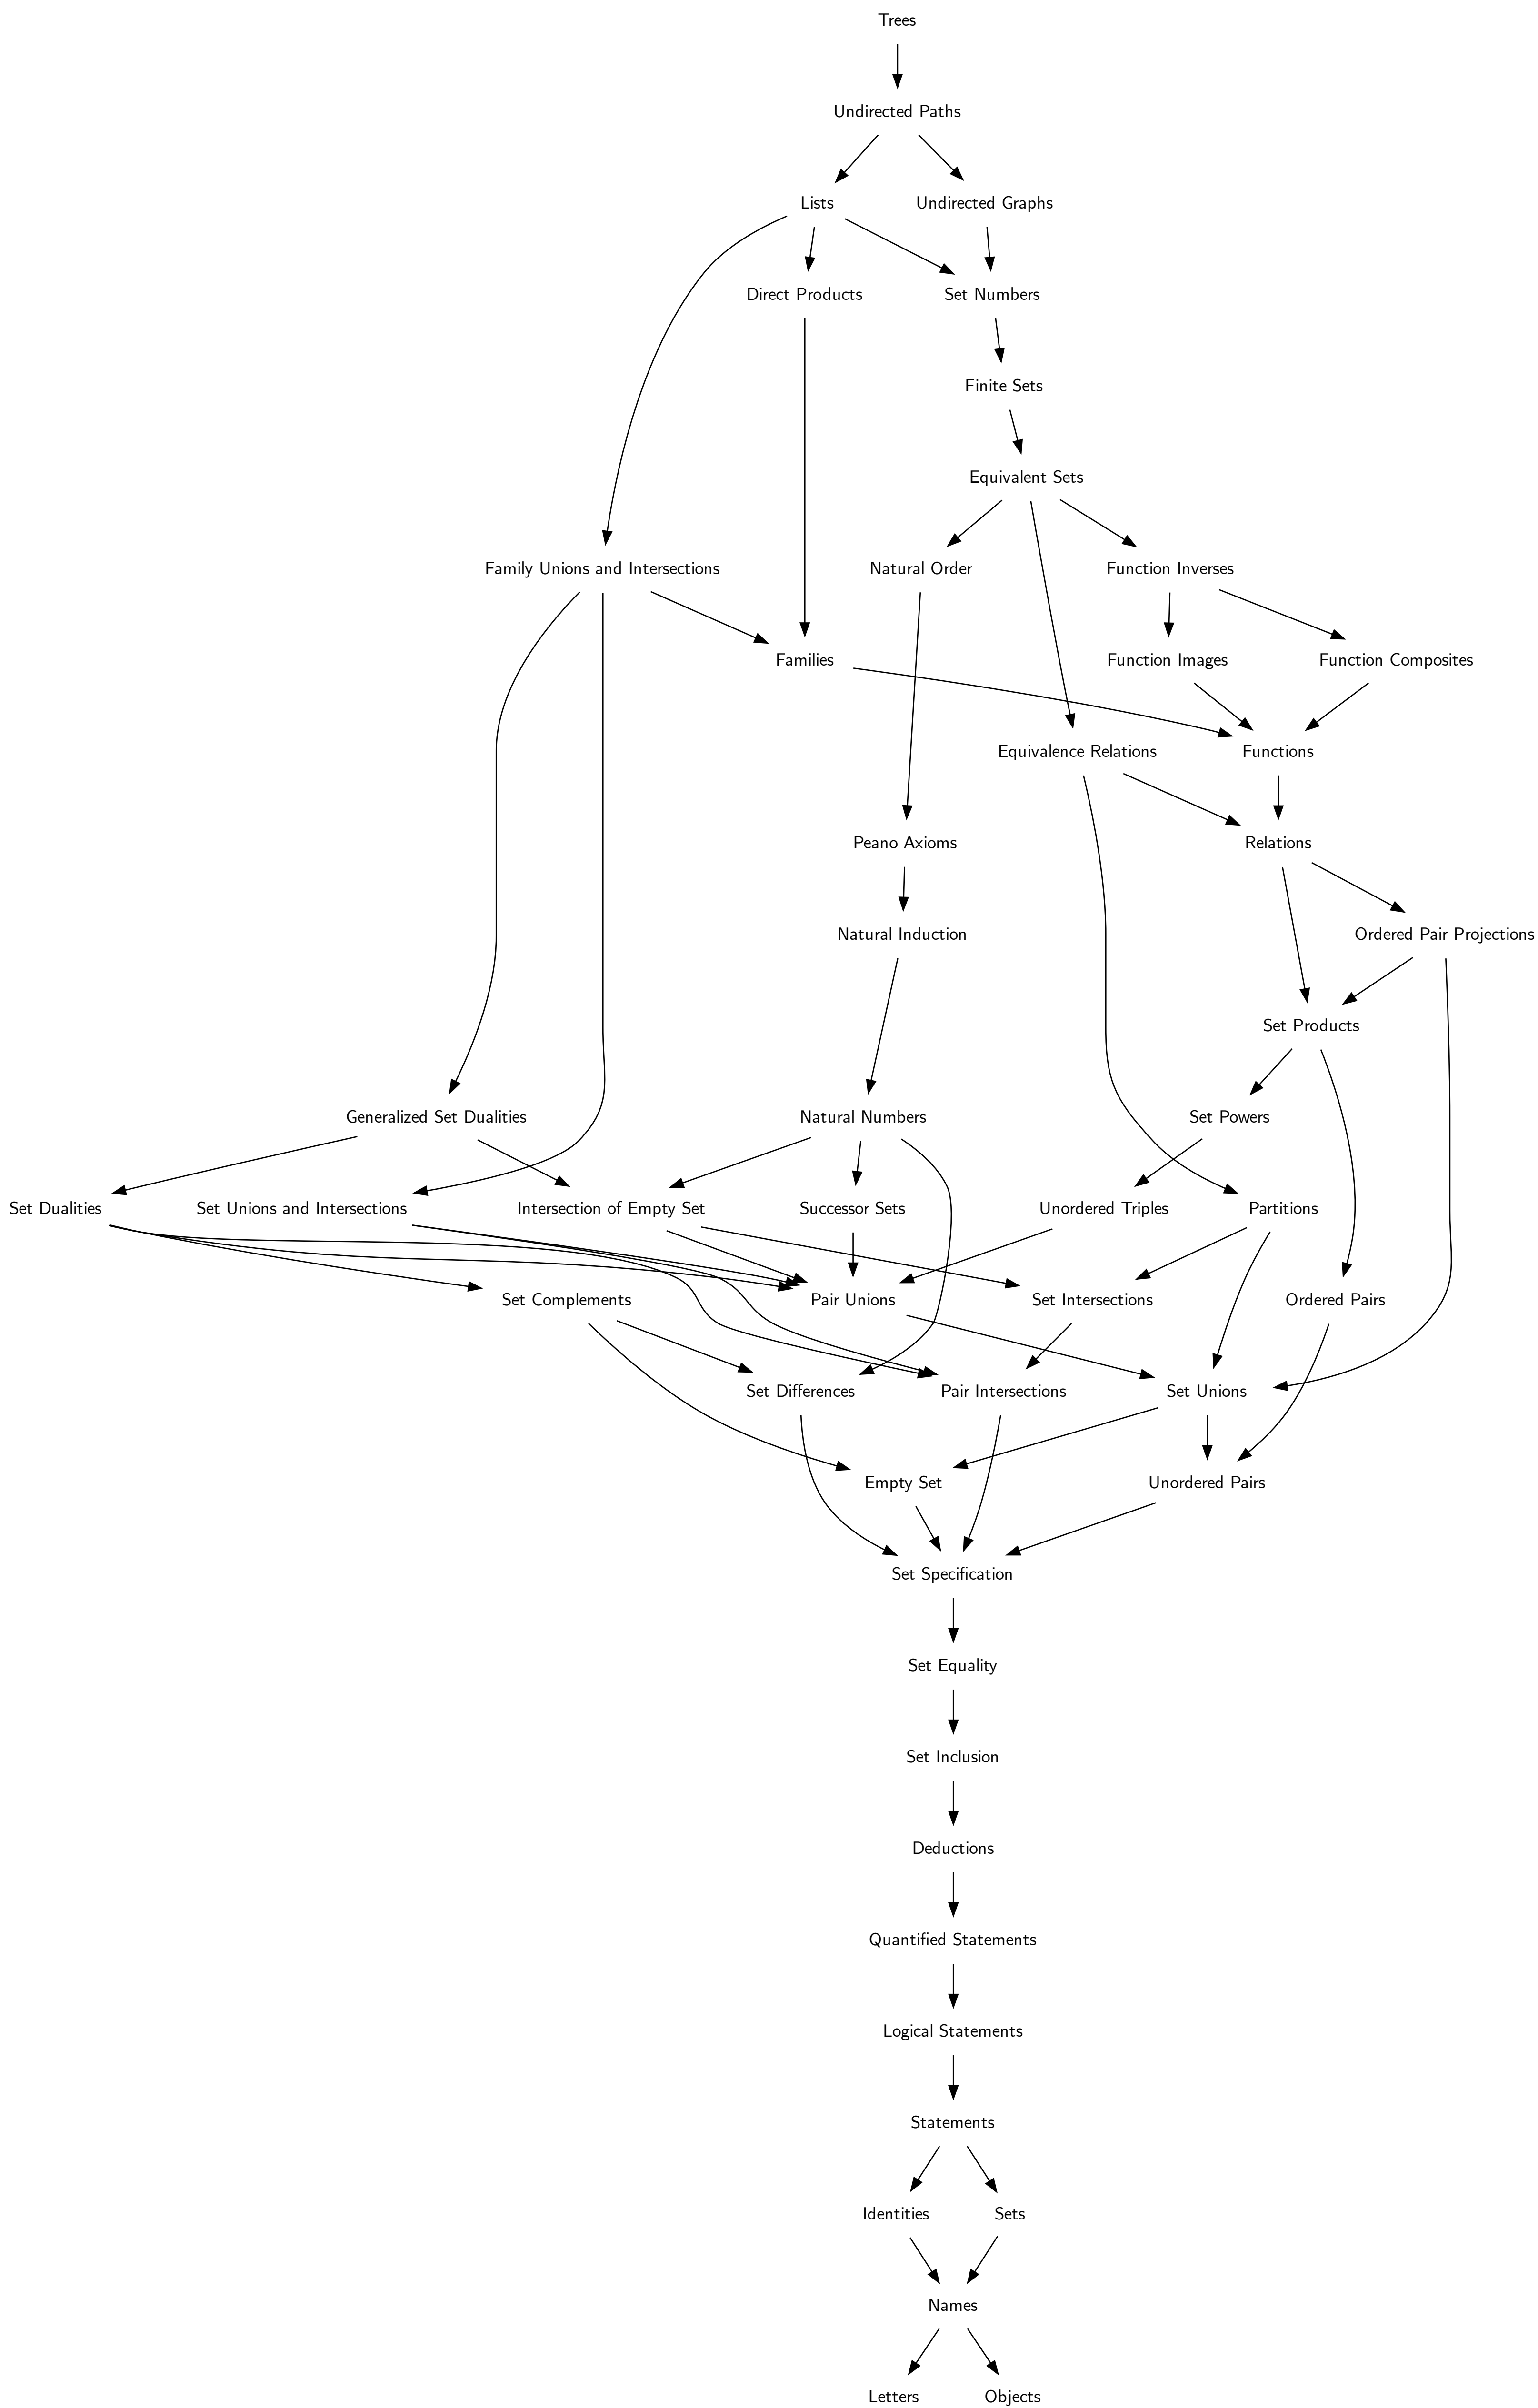 Trees
Undirected Paths
Lists
Undirected Graphs
Direct Products
Set Numbers
Finite Sets
Equivalent Sets
Family Unions and Intersections
Natural Order
Function Inverses
Families
Function Images
Function Composites
Equivalence Relations
Functions
Peano Axioms
Relations
Natural Induction
Ordered Pair Projections
Set Products
Generalized Set Dualities
Natural Numbers
Set Powers
Set Dualities
Set Unions and Intersections
Intersection of Empty Set
Successor Sets
Unordered Triples
Partitions
Set Complements
Pair Unions
Set Intersections
Ordered Pairs
Set Differences
Pair Intersections
Set Unions
Empty Set
Unordered Pairs
Set Specification
Set Equality
Set Inclusion
Deductions
Quantified Statements
Logical Statements
Statements
Identities
Sets
Names
Letters
Objects